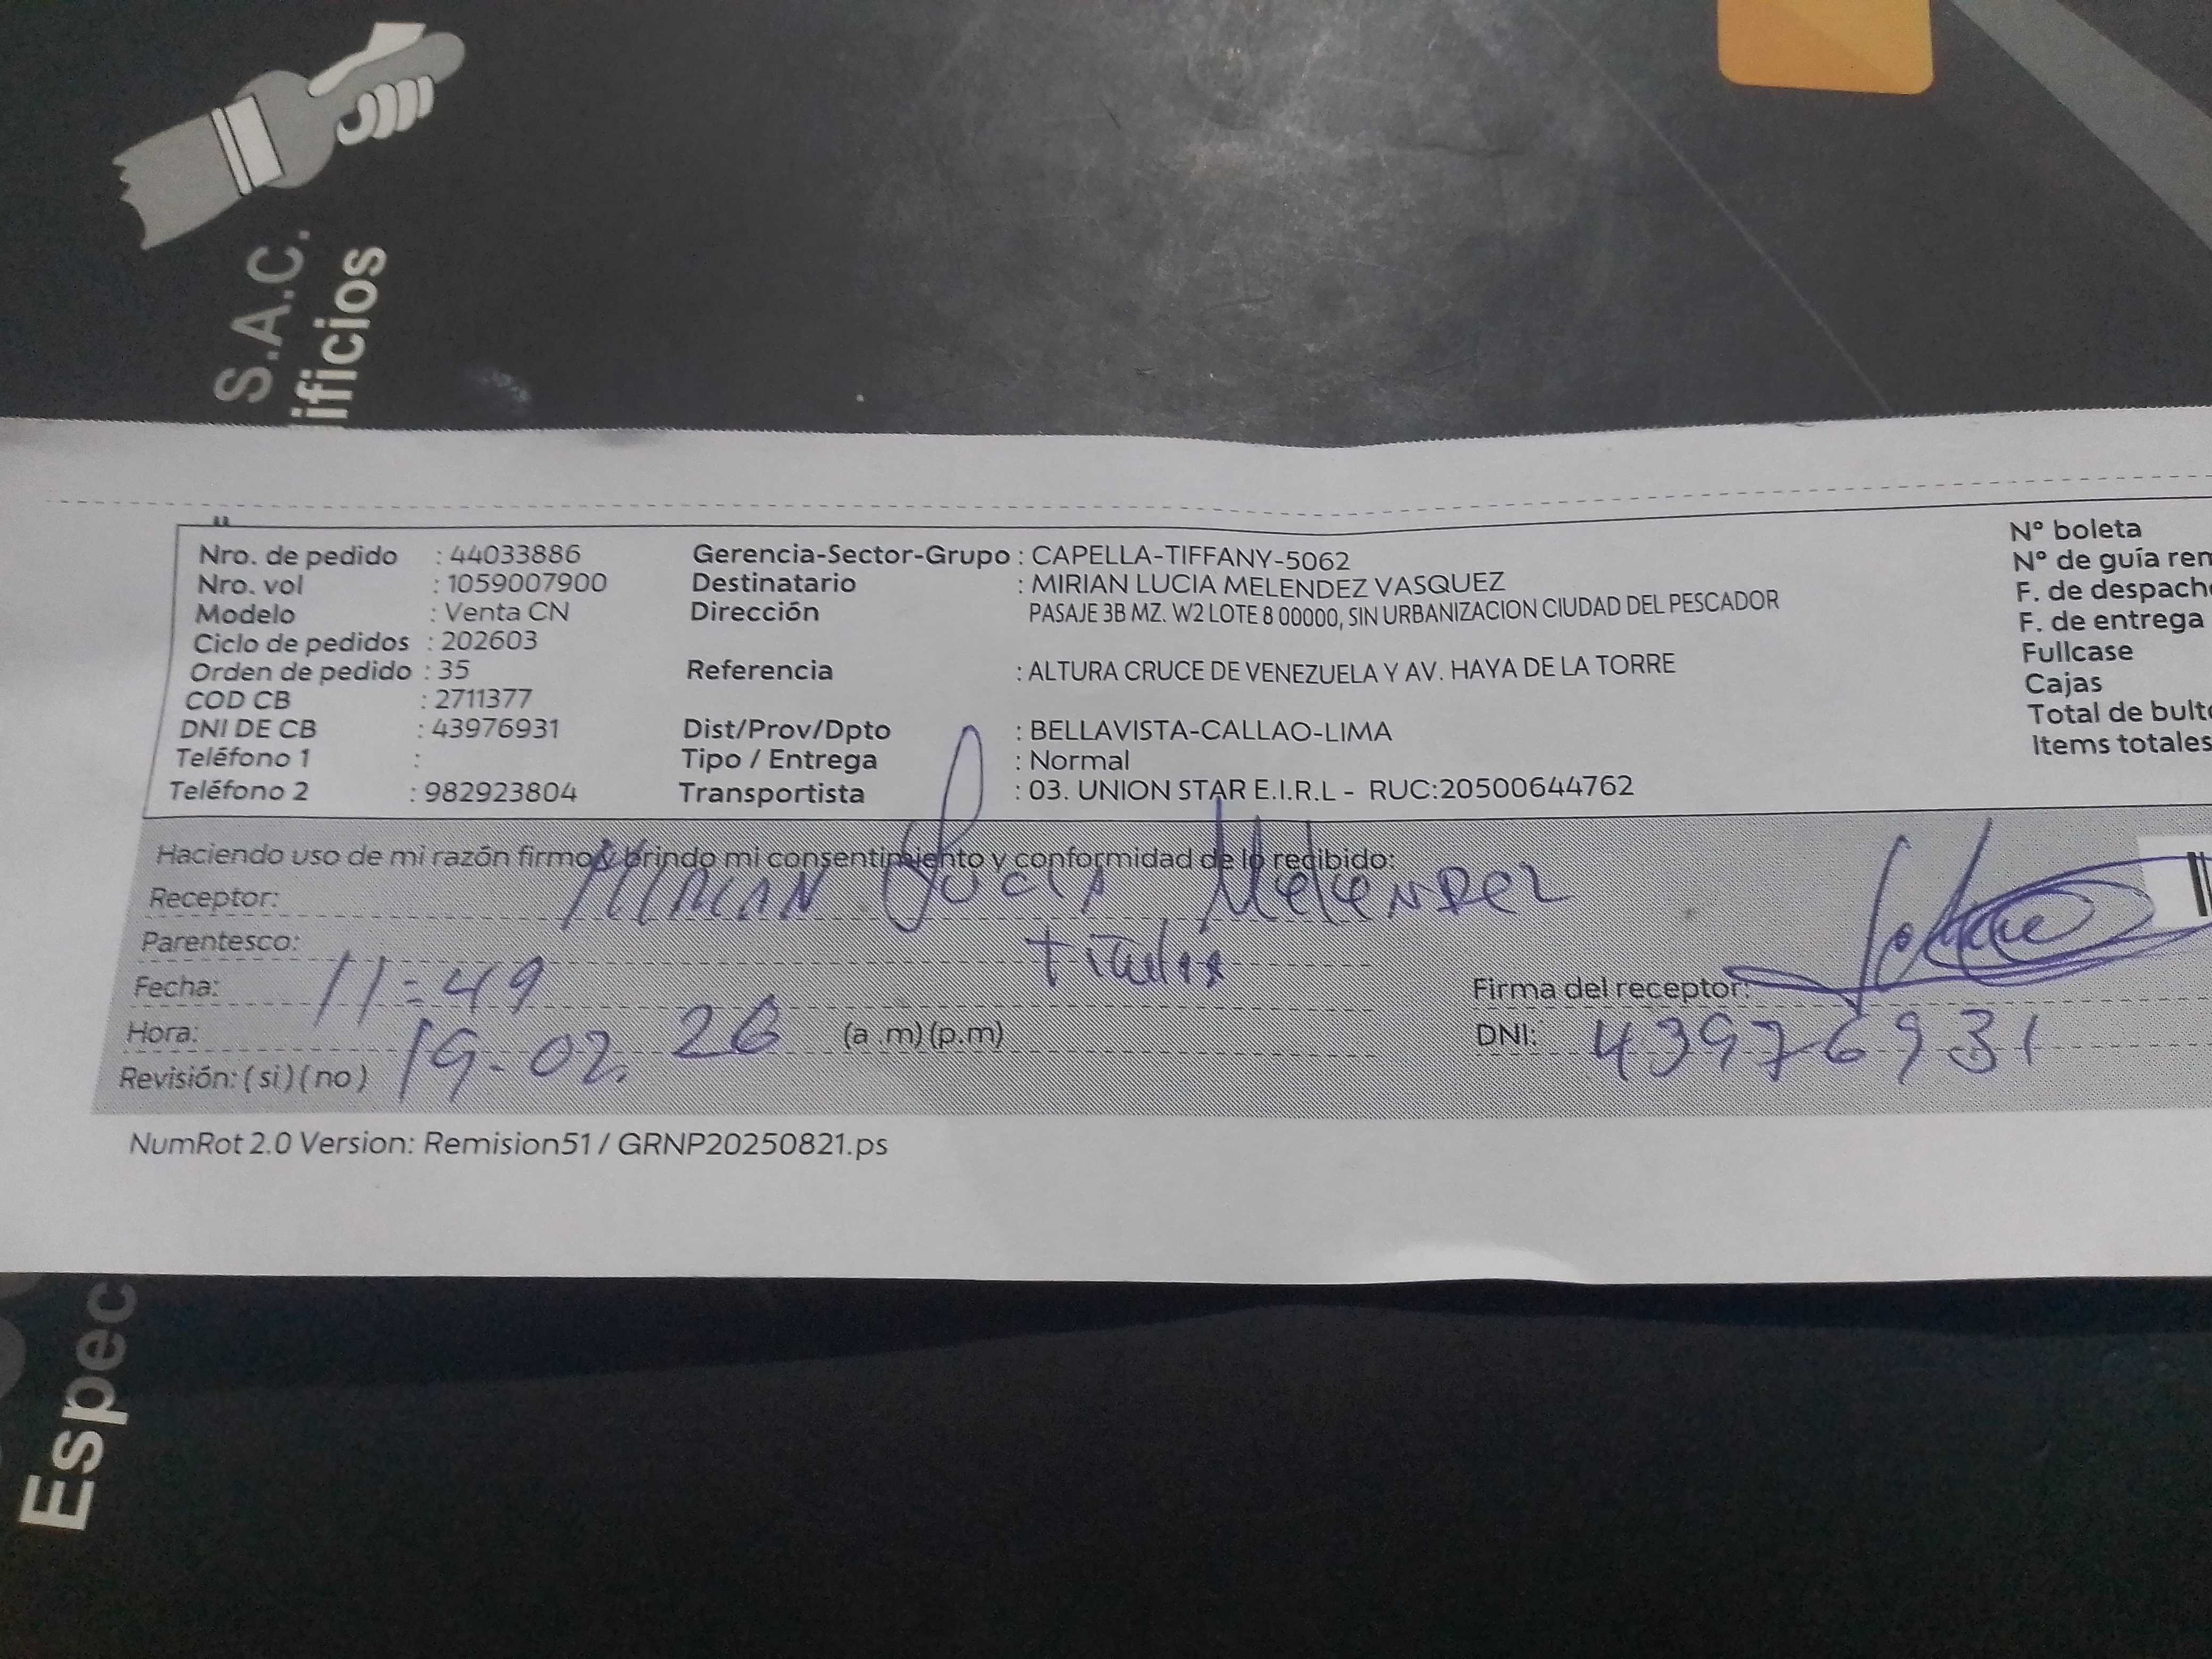 S.A.C.
ificios
Nro. de pedido : 44033886 Gerencia-Sector-Grupo : CAPELLA-TIFFANY-5062 N° boleta
Nro. vol : 1059007900 Destinatario : MIRIAN LUCIA MELENDEZ VASQUEZ N° de guía rem
Modelo : Venta CN Dirección PASAJE 3B MZ. W2 LOTE 8 00000, SIN URBANIZACION CIUDAD DEL PESCADOR F. de despacho
Ciclo de pedidos : 202603 F. de entrega
Orden de pedido : 35 Referencia : ALTURA CRUCE DE VENEZUELA Y AV. HAYA DE LA TORRE Fullcase
COD CB : 2711377 Cajas
DNI DE CB : 43976931 Dist/Prov/Dpto : BELLAVISTA-CALLAO-LIMA Total de bulto
Teléfono 1 : Tipo / Entrega : Normal Items totales
Teléfono 2 : 982923804 Transportista : 03. UNION STAR E.I.R.L - RUC:20500644762
Haciendo uso de mi razón firmo y brindo mi consentimiento y conformidad de lo recibido:
Receptor: Mirian Lucia Melendez
Parentesco: titular
Fecha: 11:49 Firma del receptor:
Hora: 19.02.26 (a .m) (p.m) DNI: 43976931
Revisión: ( si ) ( no )
NumRot 2.0 Version: Remision51 / GRNP20250821.ps
Espec